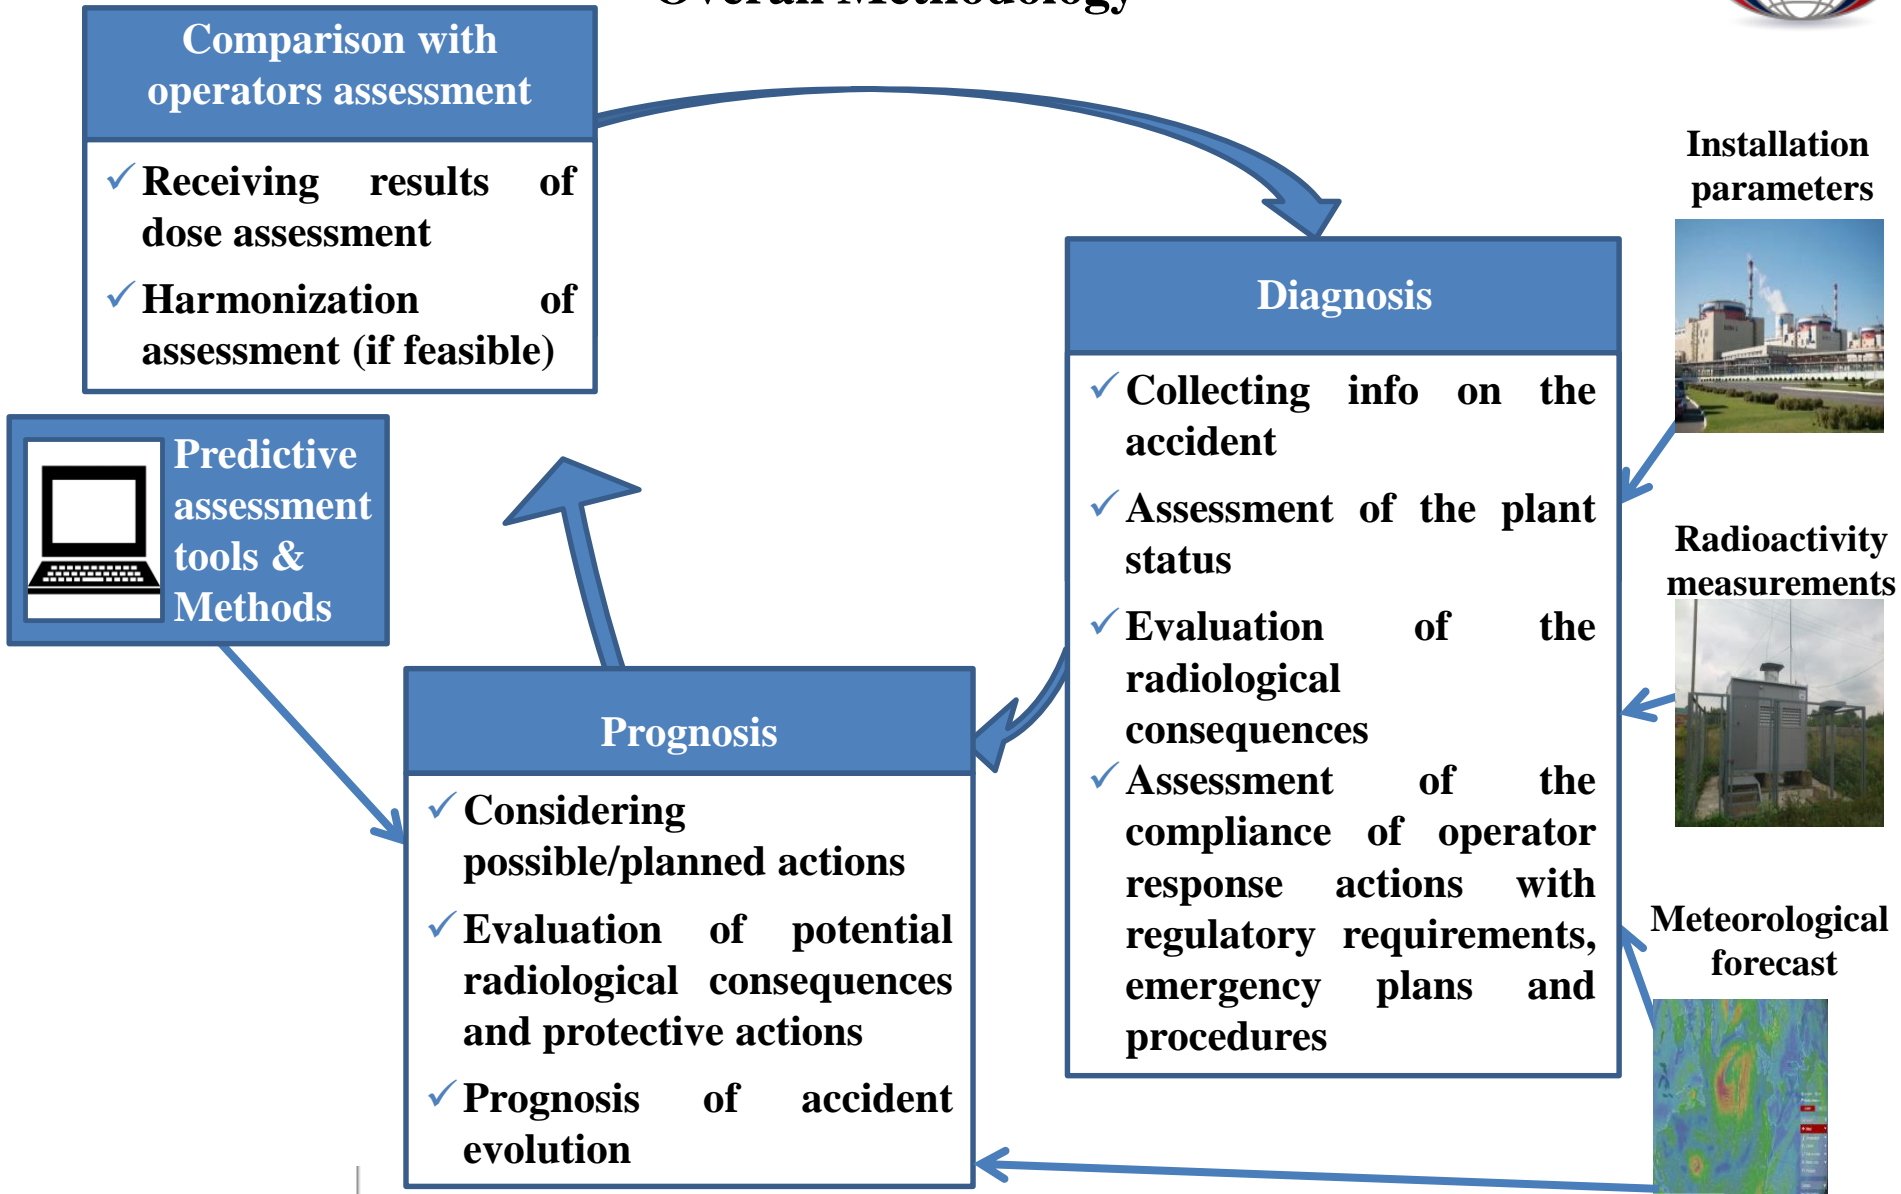 Overall Methodology
Comparison with
operators assessment
✓ Receiving results of
dose assessment
✓ Harmonization of
assessment (if feasible)
Predictive
assessment
tools &
Methods
Prognosis
✓ Considering
possible/planned actions
✓ Evaluation of potential
radiological consequences
and protective actions
✓ Prognosis of accident
evolution
Diagnosis
✓ Collecting info on the
accident
✓ Assessment of the plant
status
✓ Evaluation of the
radiological
consequences
✓ Assessment of the
compliance of operator
response actions with
regulatory requirements,
emergency plans and
procedures
Installation
parameters
Radioactivity
measurements
Meteorological
forecast